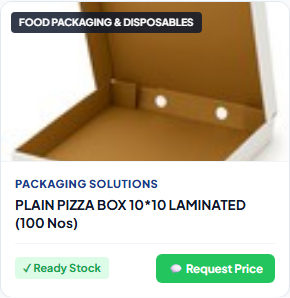 FOOD PACKAGING & DISPOSABLES
PACKAGING SOLUTIONS
PLAIN PIZZA BOX 10*10 LAMINATED
(100 Nos)
✓ Ready Stock
Request Price